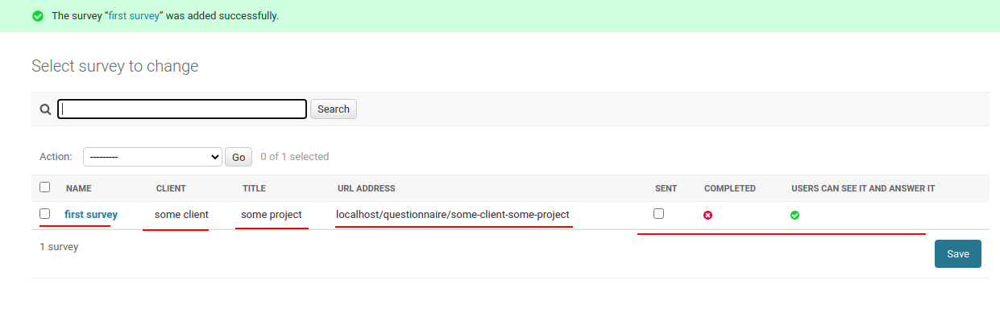 The survey “first survey” was added successfully.
Select survey to change
Search
Action: --------- Go 0 of 1 selected
NAME CLIENT TITLE URL ADDRESS SENT COMPLETED USERS CAN SEE IT AND ANSWER IT
first survey some client some project localhost/questionnaire/some-client-some-project
1 survey
Save